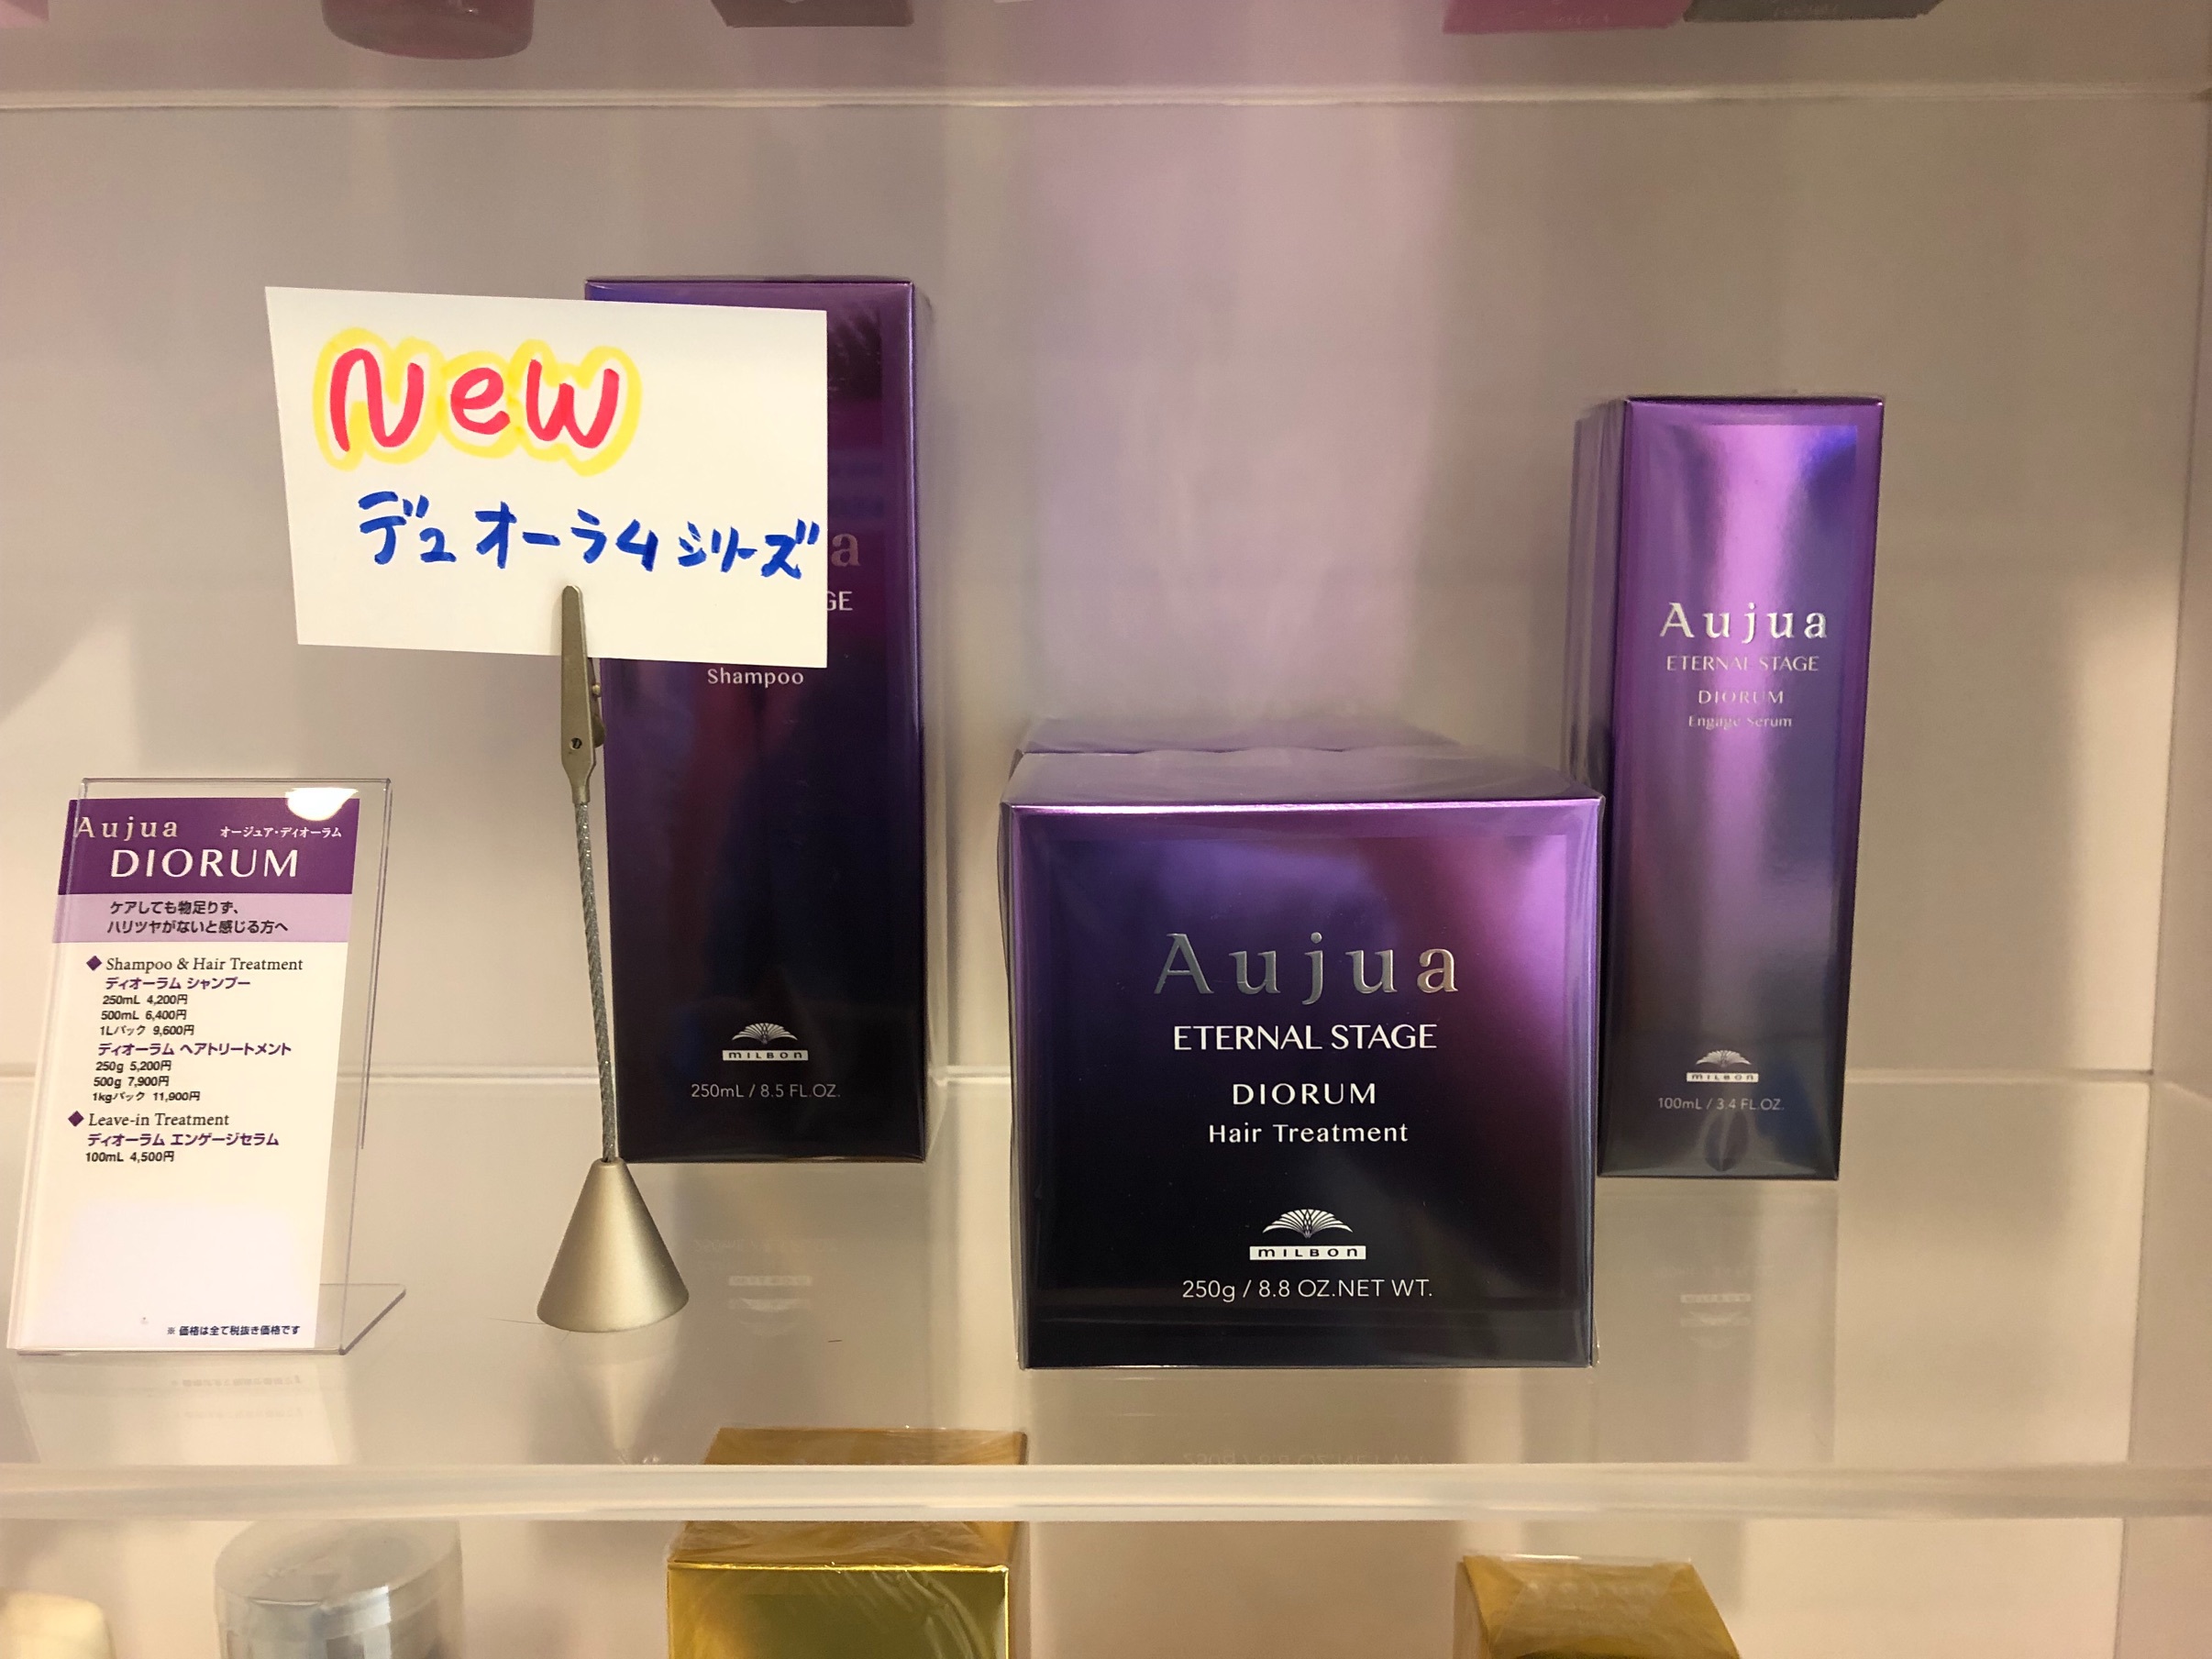 New
デュオーラムシリーズ
a
GE
Shampoo
MILBON
250mL / 8.5 FL.OZ.
Aujua
ETERNAL STAGE
DIORUM
Engage Serum
MILBON
100mL / 3.4 FL.OZ.
Aujua オージュア・ディオーラム
DIORUM
ケアしても物足りず、
ハリツヤがないと感じる方へ
◆ Shampoo & Hair Treatment
ディオーラム シャンプー
250mL 4,200円
500mL 6,400円
1Lパック 9,600円
ディオーラム ヘアトリートメント
250g 5,200円
500g 7,900円
1kgパック 11,900円
◆ Leave-in Treatment
ディオーラム エンゲージセラム
100mL 4,500円
※ 価格は全て税抜き価格です
Aujua
ETERNAL STAGE
DIORUM
Hair Treatment
MILBON
250g / 8.8 OZ.NET WT.